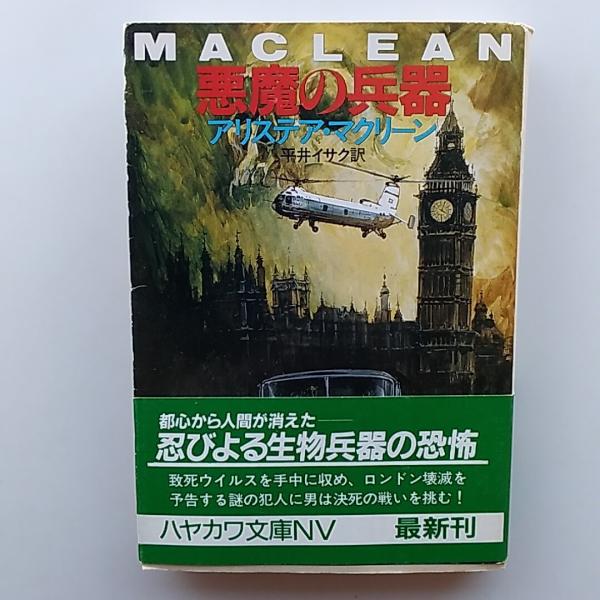 MACLEAN
悪魔の兵器
アリステア・マクリーン
平井イサク訳
都心から人間が消えた――
忍びよる生物兵器の恐怖
致死ウイルスを手中に収め、ロンドン壊滅を
予告する謎の犯人に男は決死の戦いを挑む!
ハヤカワ文庫NV 最新刊